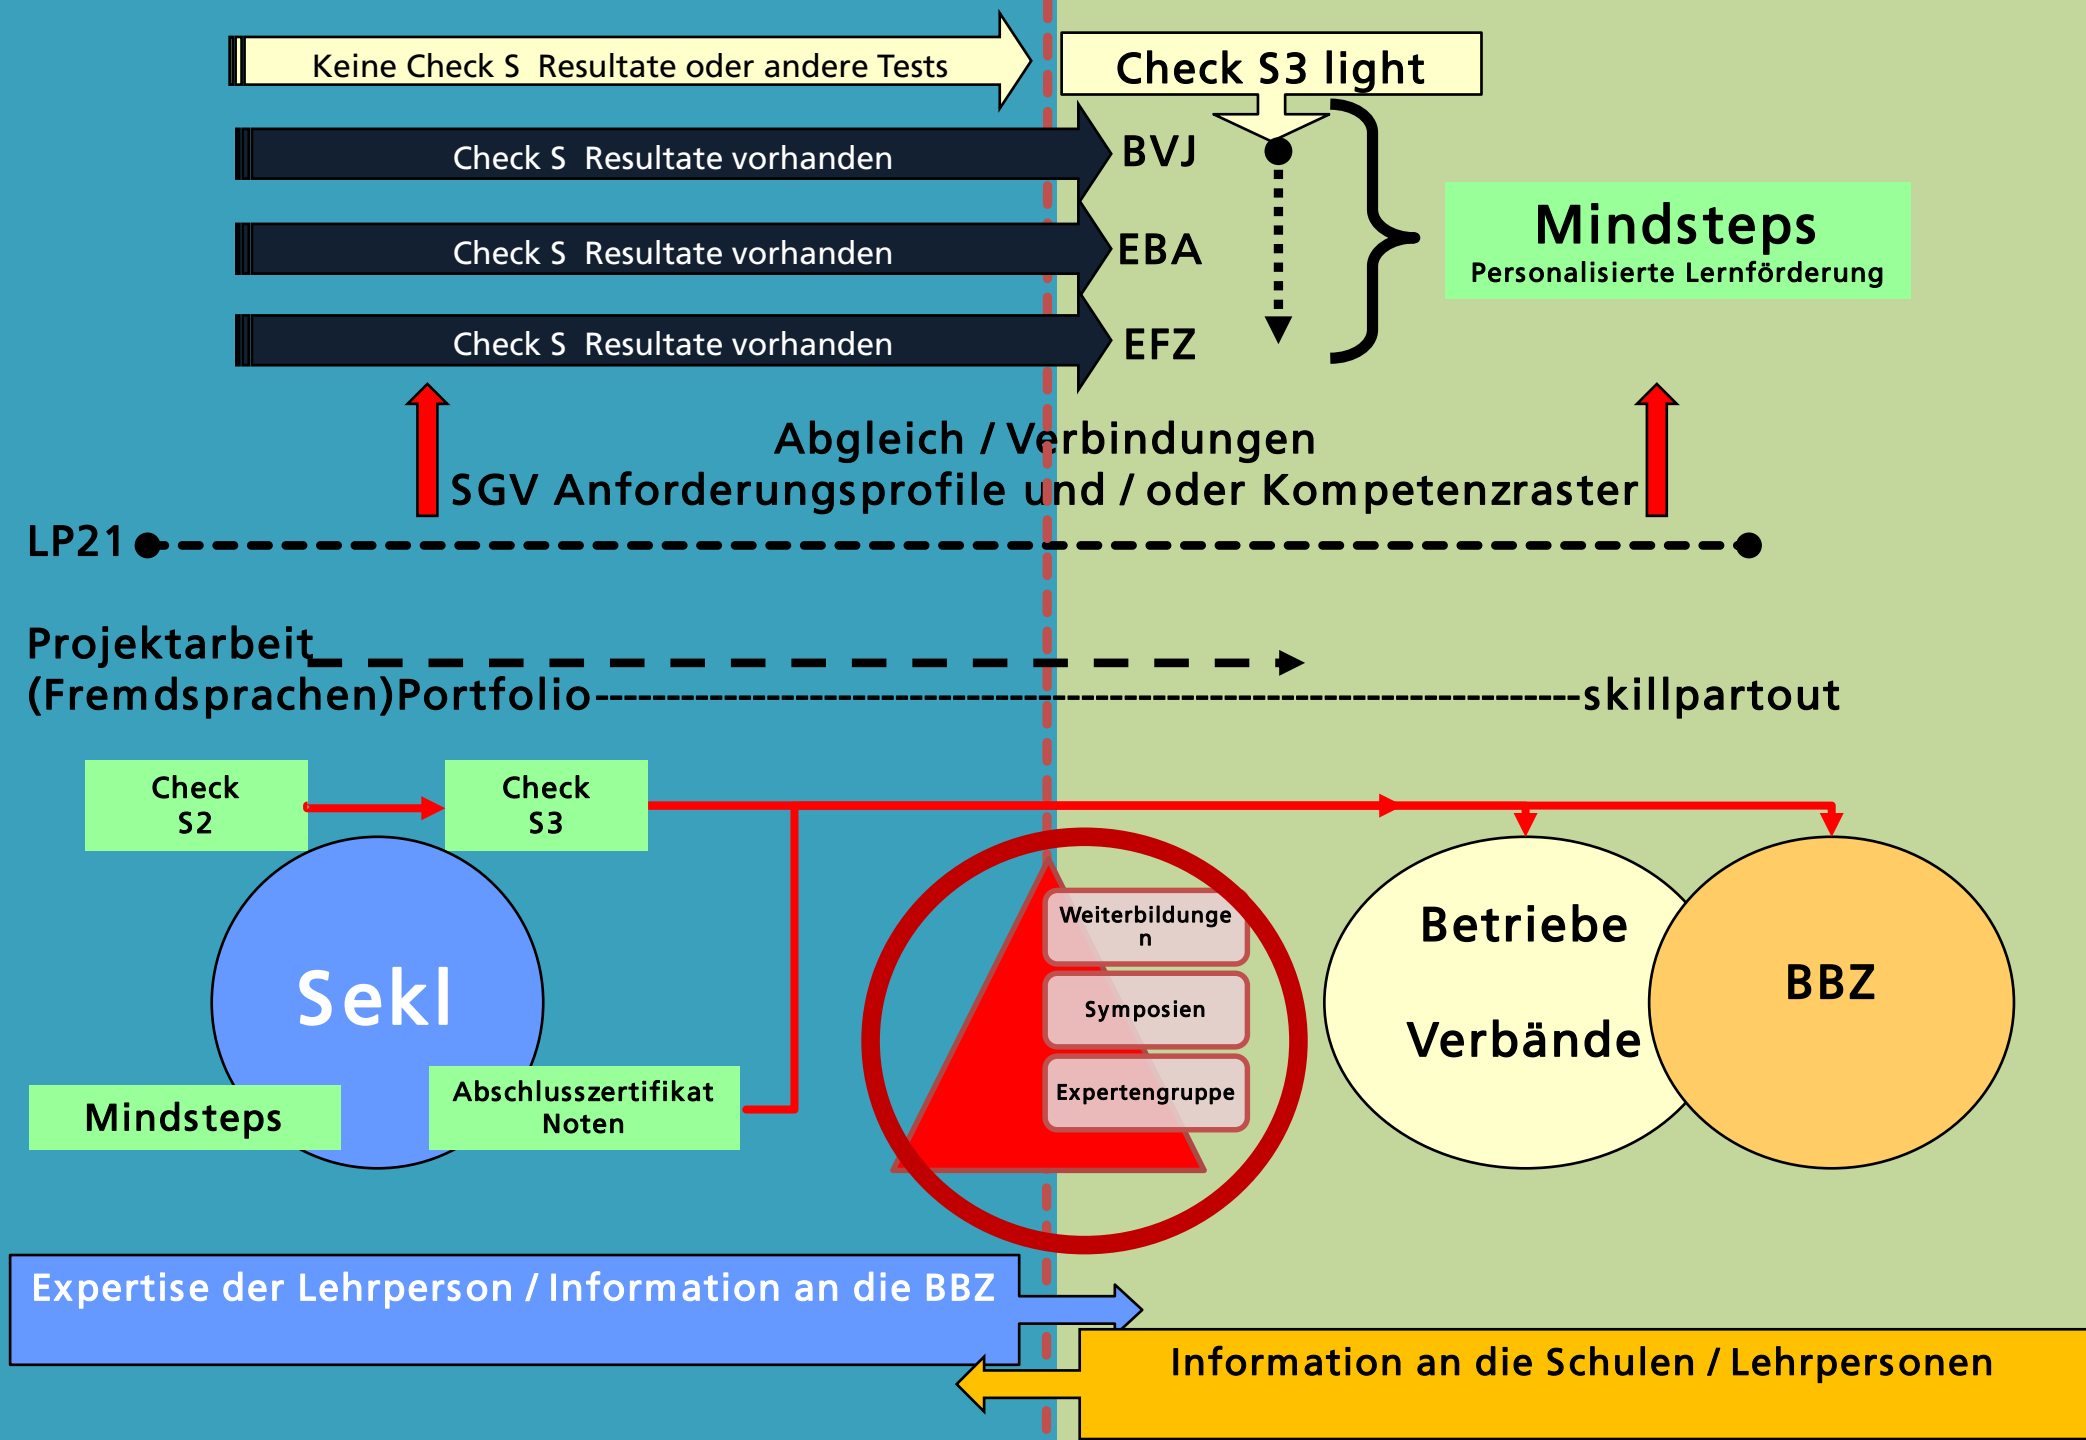 Keine Check S Resultate oder andere Tests
Check S3 light
Check S Resultate vorhanden
BVJ
Check S Resultate vorhanden
EBA
Mindsteps
Personalisierte Lernförderung
Check S Resultate vorhanden
EFZ
Abgleich / Verbindungen
SGV Anforderungsprofile und / oder Kompetenzraster
LP21
Projektarbeit
(Fremdsprachen)Portfolio
skillpartout
Check
S2
Check
S3
SekI
Mindsteps
Abschlusszertifikat
Noten
Weiterbildunge
n
Symposien
Expertengruppe
Betriebe
Verbände
BBZ
Expertise der Lehrperson / Information an die BBZ
Information an die Schulen / Lehrpersonen